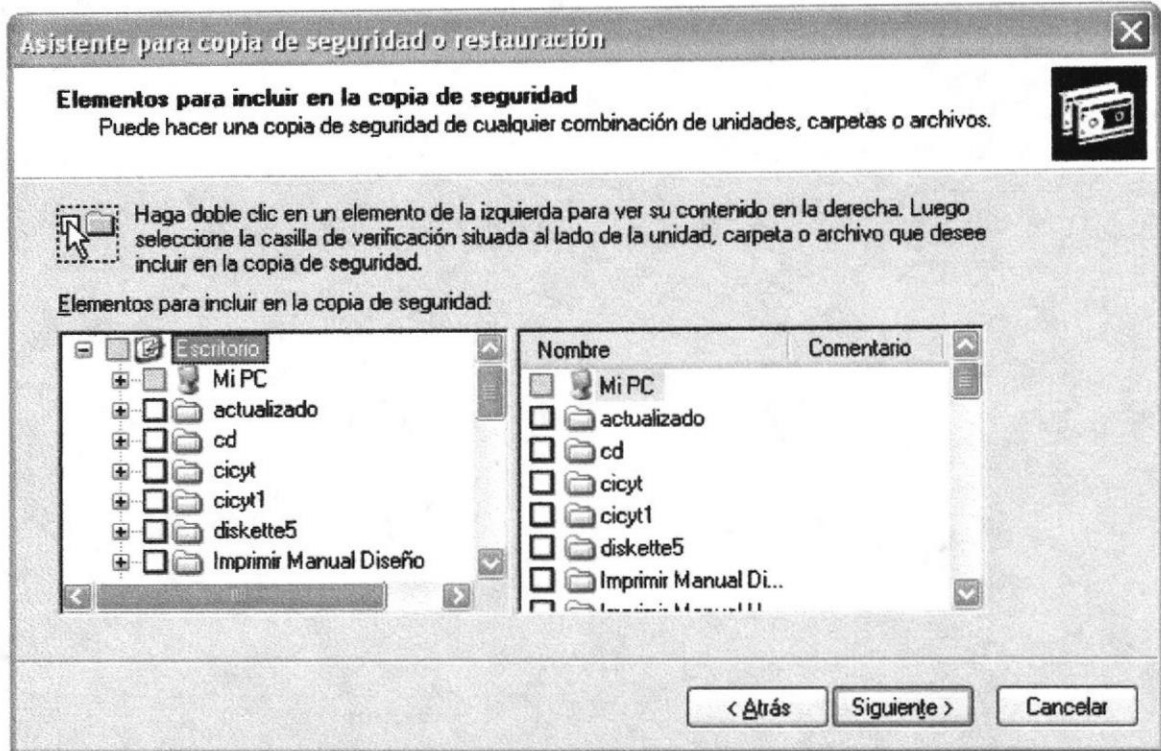 Asistente para copia de seguridad o restauración
Elementos para incluir en la copia de seguridad
Puede hacer una copia de seguridad de cualquier combinación de unidades, carpetas o archivos.
Haga doble clic en un elemento de la izquierda para ver su contenido en la derecha. Luego
seleccione la casilla de verificación situada al lado de la unidad, carpeta o archivo que desee
incluir en la copia de seguridad.
Elementos para incluir en la copia de seguridad:
Escritorio
Mi PC
actualizado
cd
cicyt
cicyt1
diskette5
Imprimir Manual Diseño
Nombre Comentario
Mi PC
actualizado
cd
cicyt
cicyt1
diskette5
Imprimir Manual Di...
< Atrás Siguiente > Cancelar